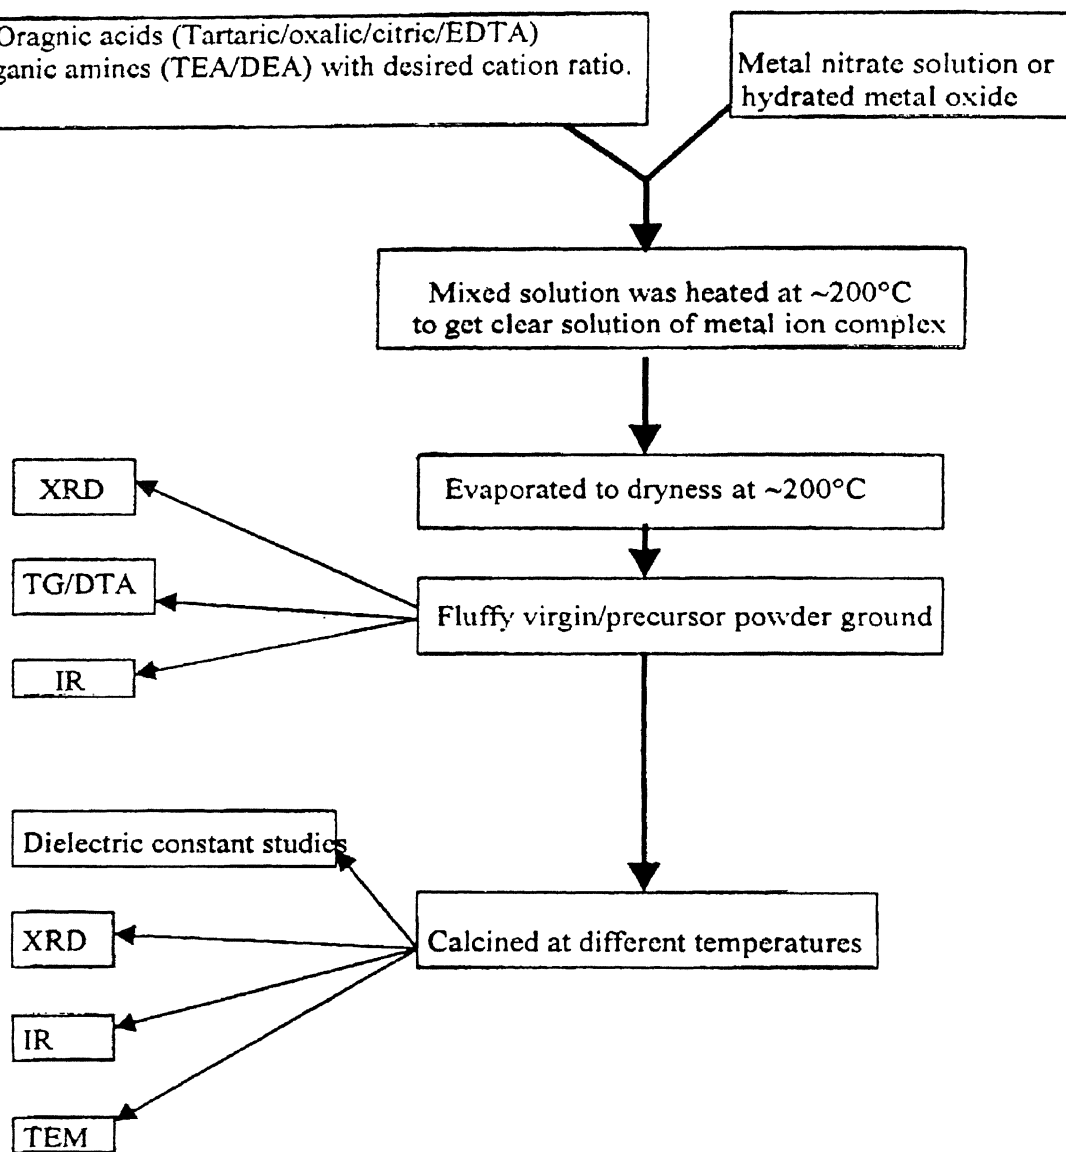 Oragnic acids (Tartaric/oxalic/citric/EDTA)
ganic amines (TEA/DEA) with desired cation ratio.
Metal nitrate solution or
hydrated metal oxide
Mixed solution was heated at ~200°C
to get clear solution of metal ion complex
XRD
Evaporated to dryness at ~200°C
TG/DTA
Fluffy virgin/precursor powder ground
IR
Dielectric constant studies
XRD
Calcined at different temperatures
IR
TEM